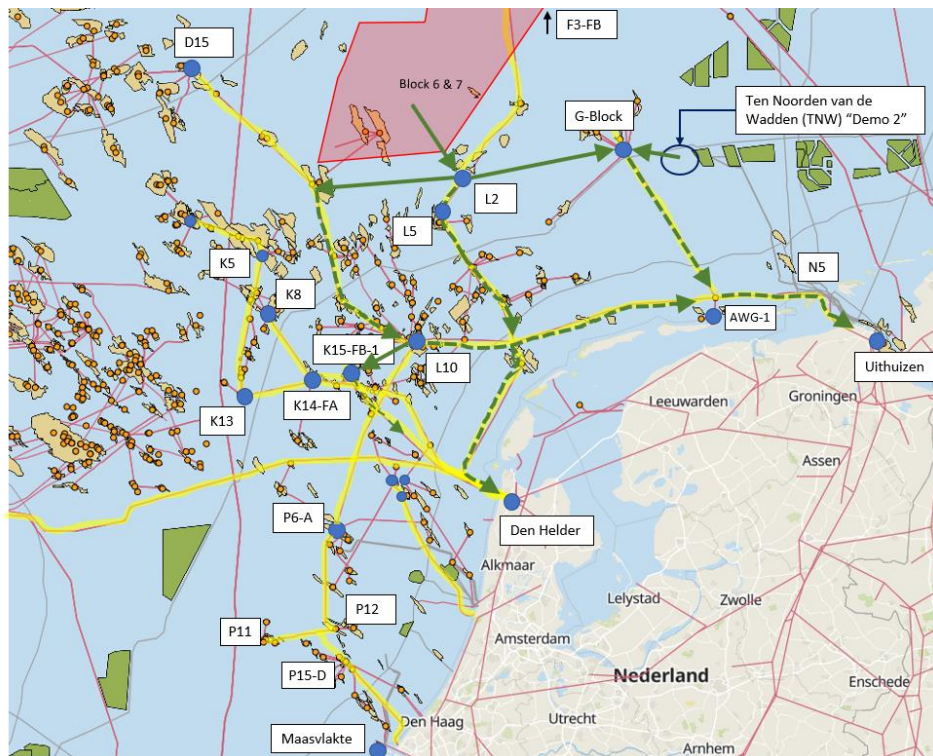 D15
F3-FB
Block 6 & 7
G-Block
Ten Noorden van de
Wadden (TNW) “Demo 2”
L2
L5
K5
N5
K8
AWG-1
K15-FB-1
L10
Uithuizen
K14-FA
K13
Leeuwarden
Groningen
Assen
P6-A
Den Helder
Alkmaar
Lelystad
Zwolle
P12
P11
Amsterdam
P15-D
Nederland
Enschede
Den Haag
Utrecht
Maasvlakte
Arnhem